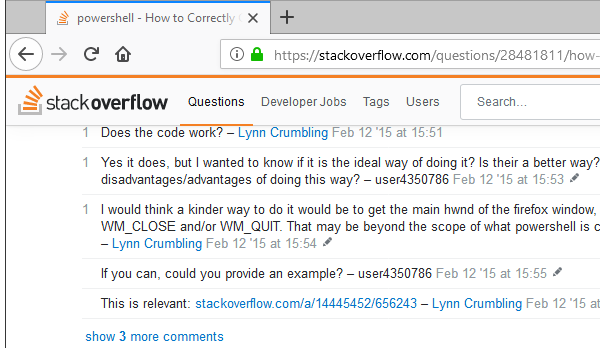 powershell - How to Correctly
https://stackoverflow.com/questions/28481811/how-
stackoverflow Questions Developer Jobs Tags Users Search...
1 Does the code work? – Lynn Crumbling Feb 12 '15 at 15:51
1 Yes it does, but I wanted to know if it is the ideal way of doing it? Is their a better way?
disadvantages/advantages of doing this way? – user4350786 Feb 12 '15 at 15:53
1 I would think a kinder way to do it would be to get the main hwnd of the firefox window,
WM_CLOSE and/or WM_QUIT. That may be beyond the scope of what powershell is c
– Lynn Crumbling Feb 12 '15 at 15:54
If you can, could you provide an example? – user4350786 Feb 12 '15 at 15:55
This is relevant: stackoverflow.com/a/14445452/656243 – Lynn Crumbling Feb 12 '15 at
show 3 more comments